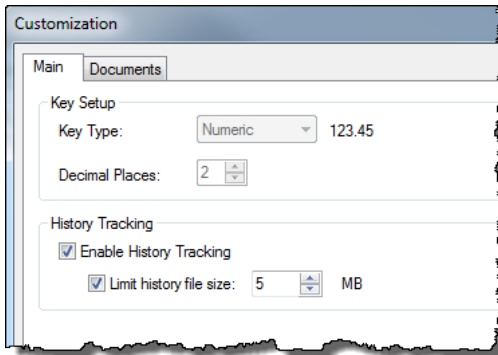 Customization
Main Documents
Key Setup
Key Type: Numeric 123.45
Decimal Places: 2
History Tracking
Enable History Tracking
Limit history file size: 5 MB